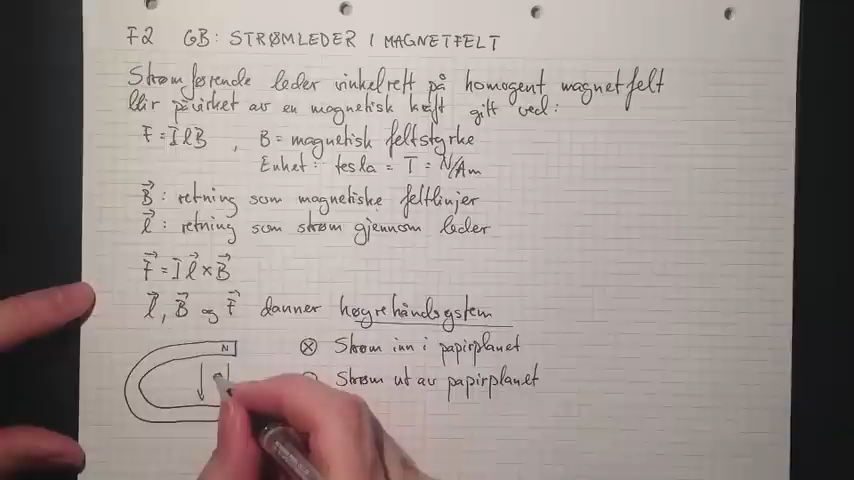 F2 6B: STRØMLEDER I MAGNETFELT
Strømførende leder vinkelrett på homogent magnetfelt
blir påvirket av en magnetisk kraft gitt ved:
F = IlB , B = magnetisk feltstyrke
Enhet: tesla = T = N/Am
B⃗ : retning som magnetiske feltlinjer
l⃗ : retning som strøm gjennom leder
F⃗ = I l⃗ × B⃗
l⃗, B⃗ og F⃗ danner høgrehåndsystem
N
⊗ Strøm inn i papirplanet
Strøm ut av papirplanet